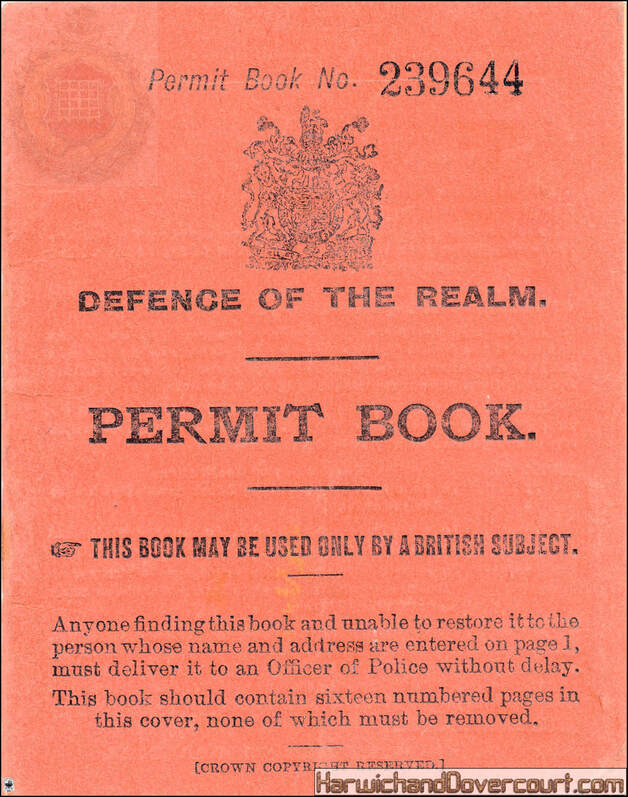 Permit Book No. 239644
DEFENCE OF THE REALM.
PERMIT BOOK.
☞ THIS BOOK MAY BE USED ONLY BY A BRITISH SUBJECT.
Anyone finding this book and unable to restore it to the
person whose name and address are entered on page 1,
must deliver it to an Officer of Police without delay.
This book should contain sixteen numbered pages in
this cover, none of which must be removed.
[CROWN COPYRIGHT RESERVED.]
HarwichandDovercourt.com